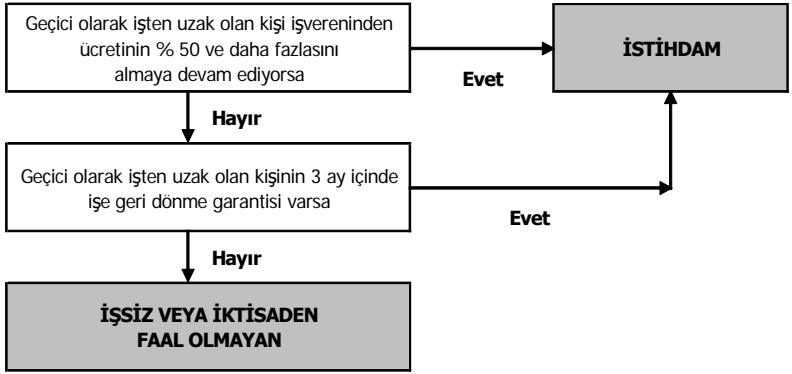 Geçici olarak işten uzak olan kişi işvereninden
ücretinin % 50 ve daha fazlasını
almaya devam ediyorsa
İSTİHDAM
Evet
Hayır
Geçici olarak işten uzak olan kişinin 3 ay içinde
işe geri dönme garantisi varsa
Evet
Hayır
İŞSİZ VEYA İKTİSADEN
FAAL OLMAYAN